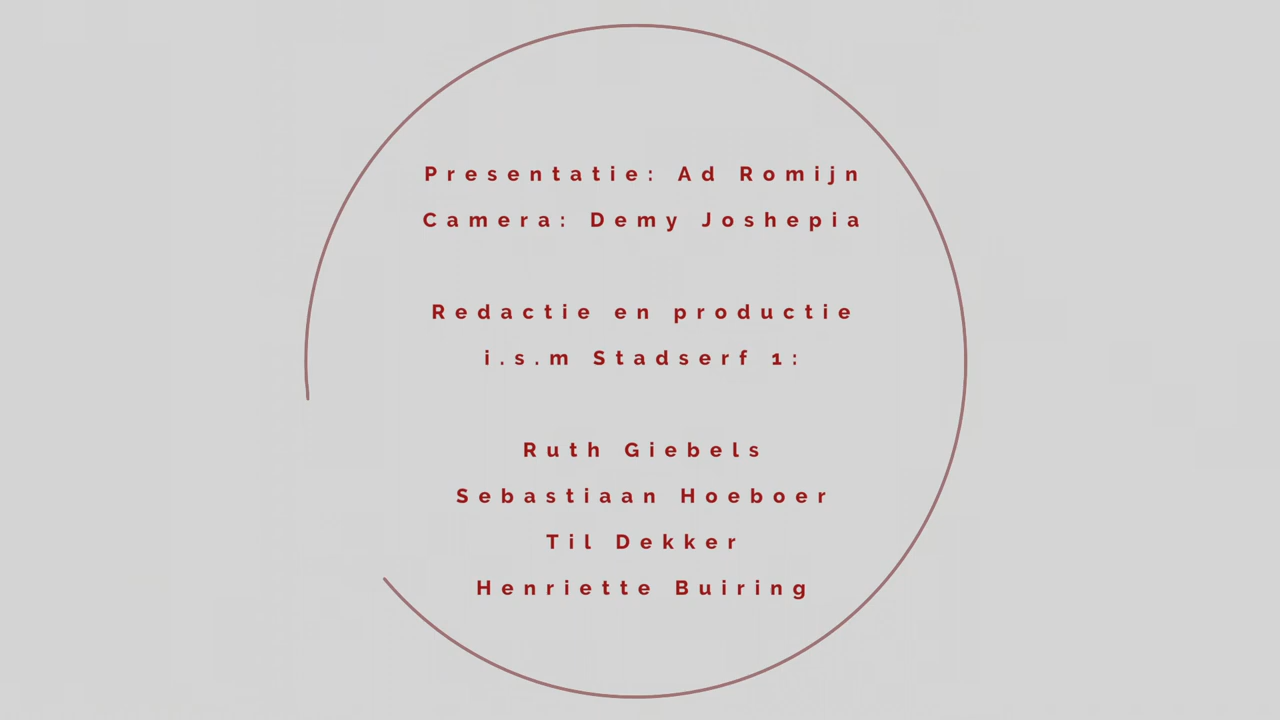 Presentatie: Ad Romijn
Camera: Demy Joshepia
Redactie en productie
i.s.m Stadserf 1:
Ruth Giebels
Sebastiaan Hoeboer
Til Dekker
Henriette Buiring